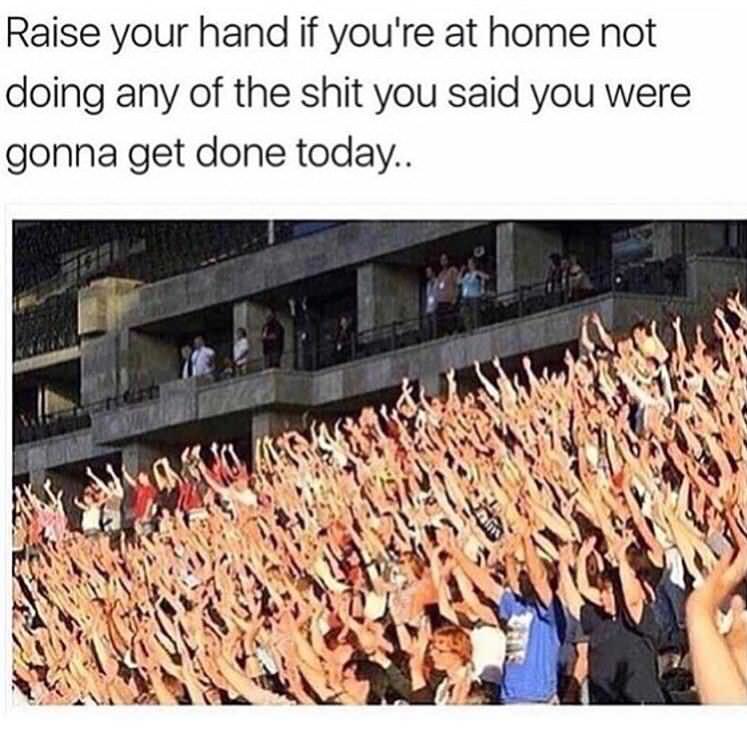 Raise your hand if you're at home not
doing any of the shit you said you were
gonna get done today..